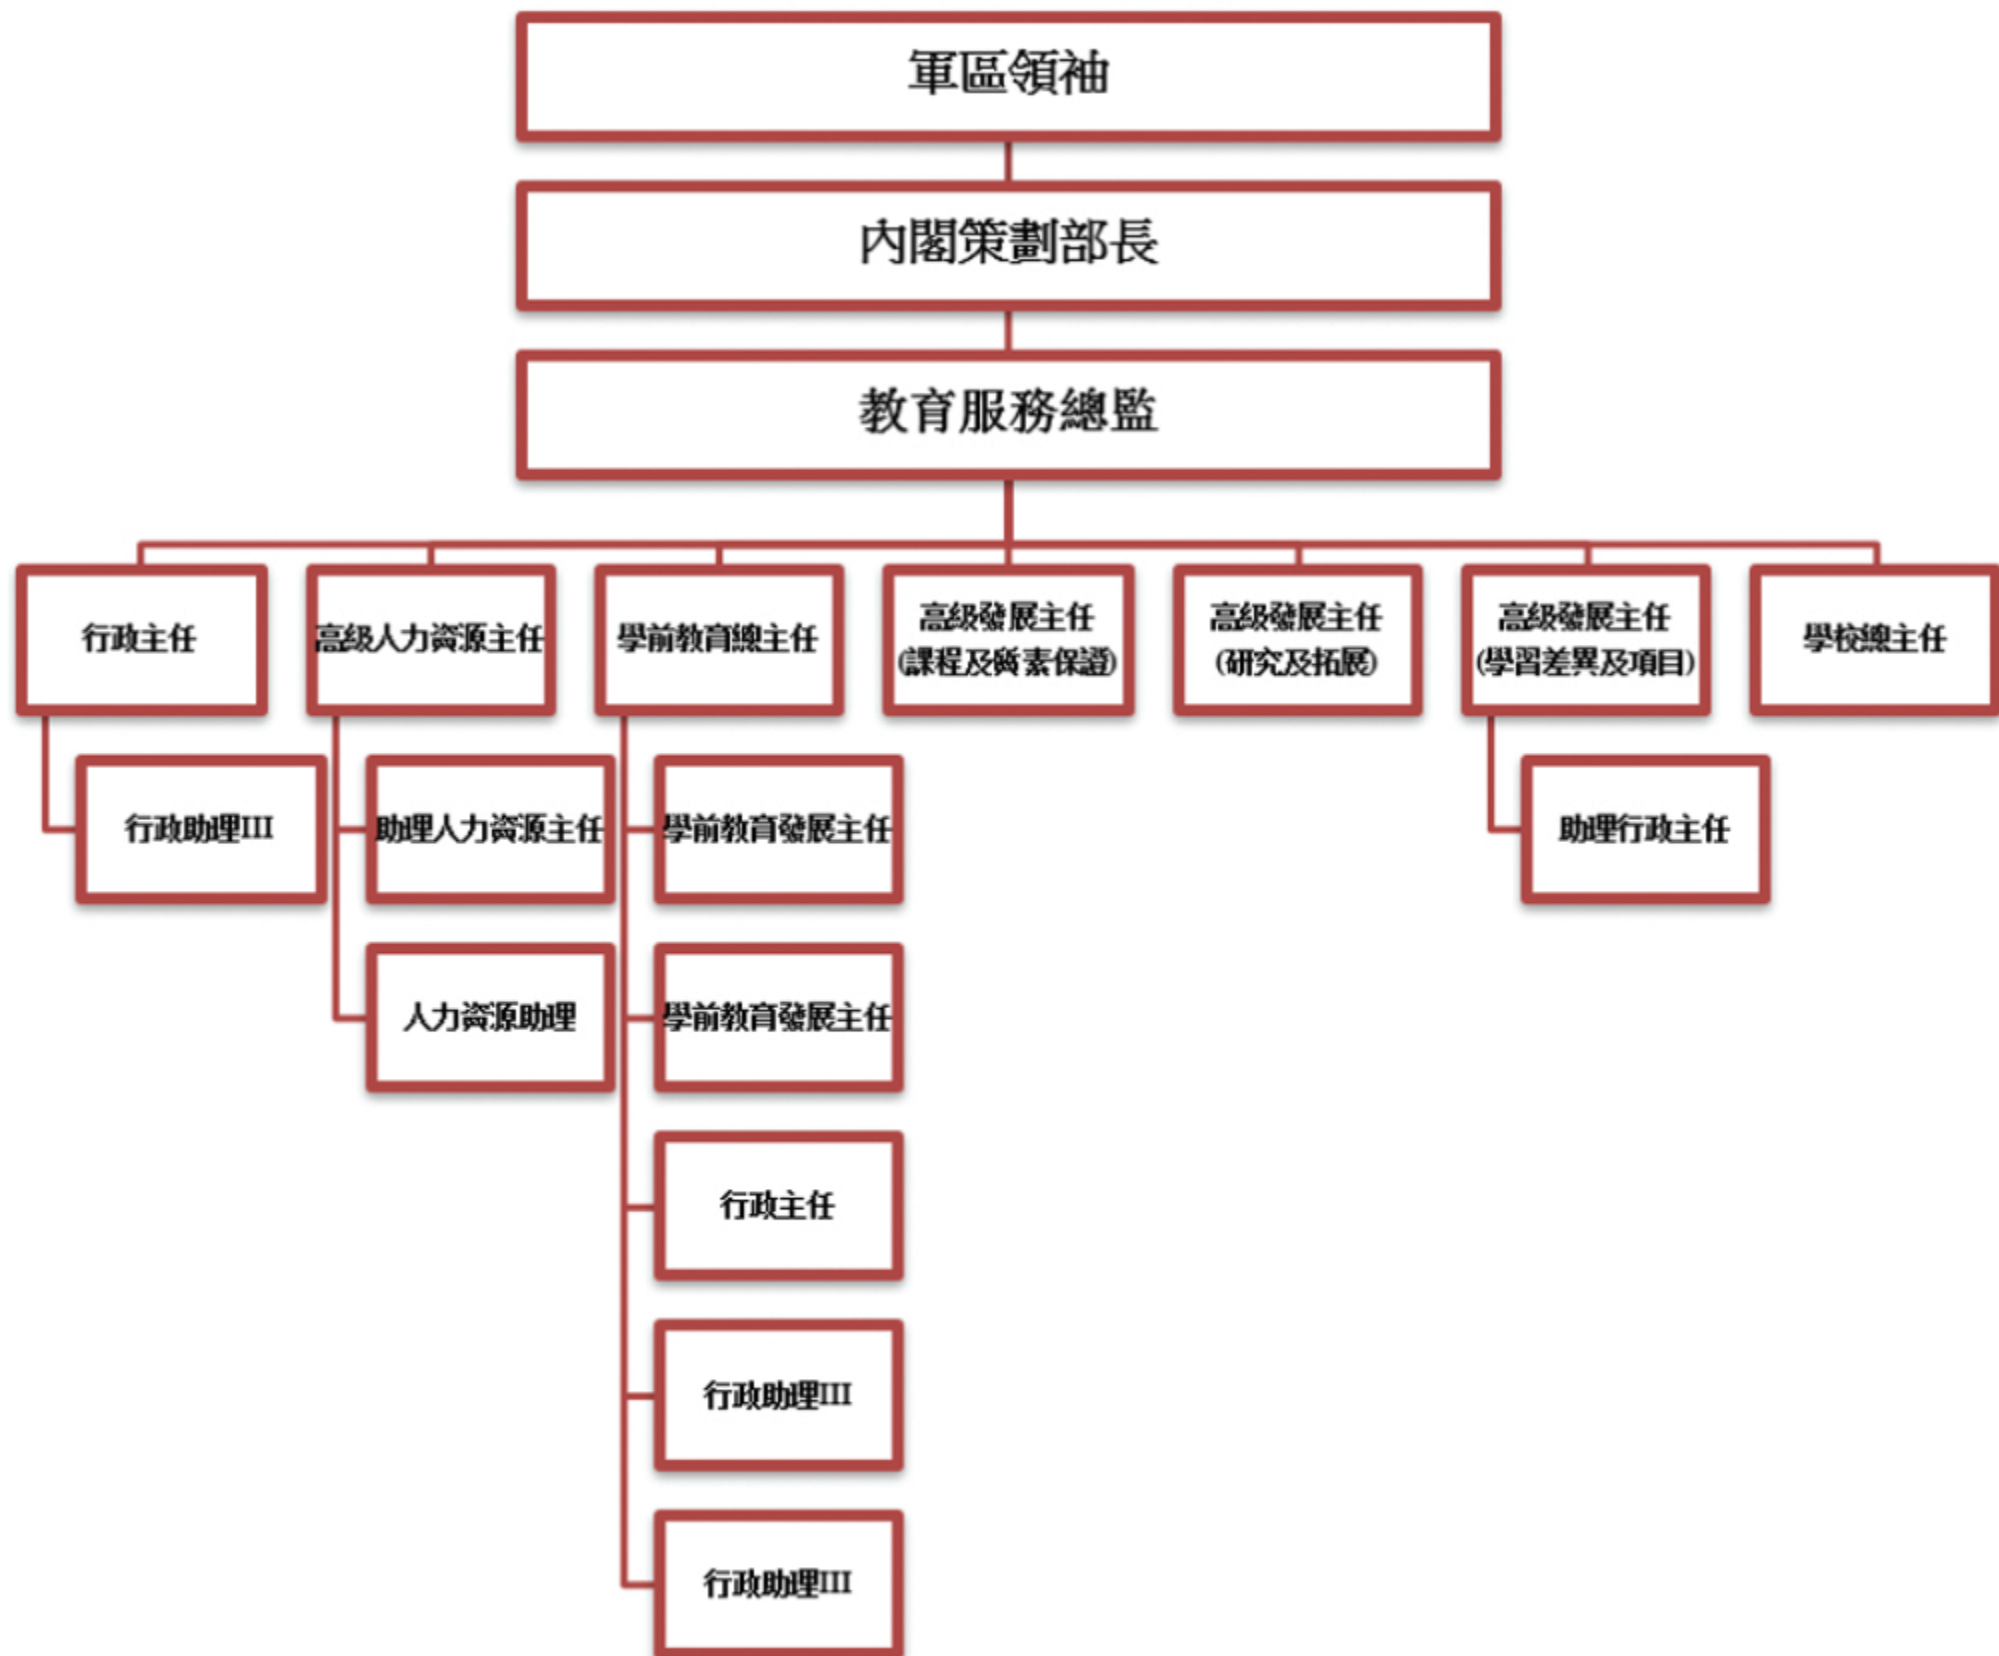 軍區領袖
內閣策劃部長
教育服務總監
行政主任
高級人力資源主任
學前教育總主任
高級發展主任
(課程及質素保證)
高級發展主任
(研究及拓展)
高級發展主任
(學習差異及項目)
學校總主任
行政助理III
助理人力資源主任
學前教育發展主任
助理行政主任
人力資源助理
學前教育發展主任
行政主任
行政助理III
行政助理III